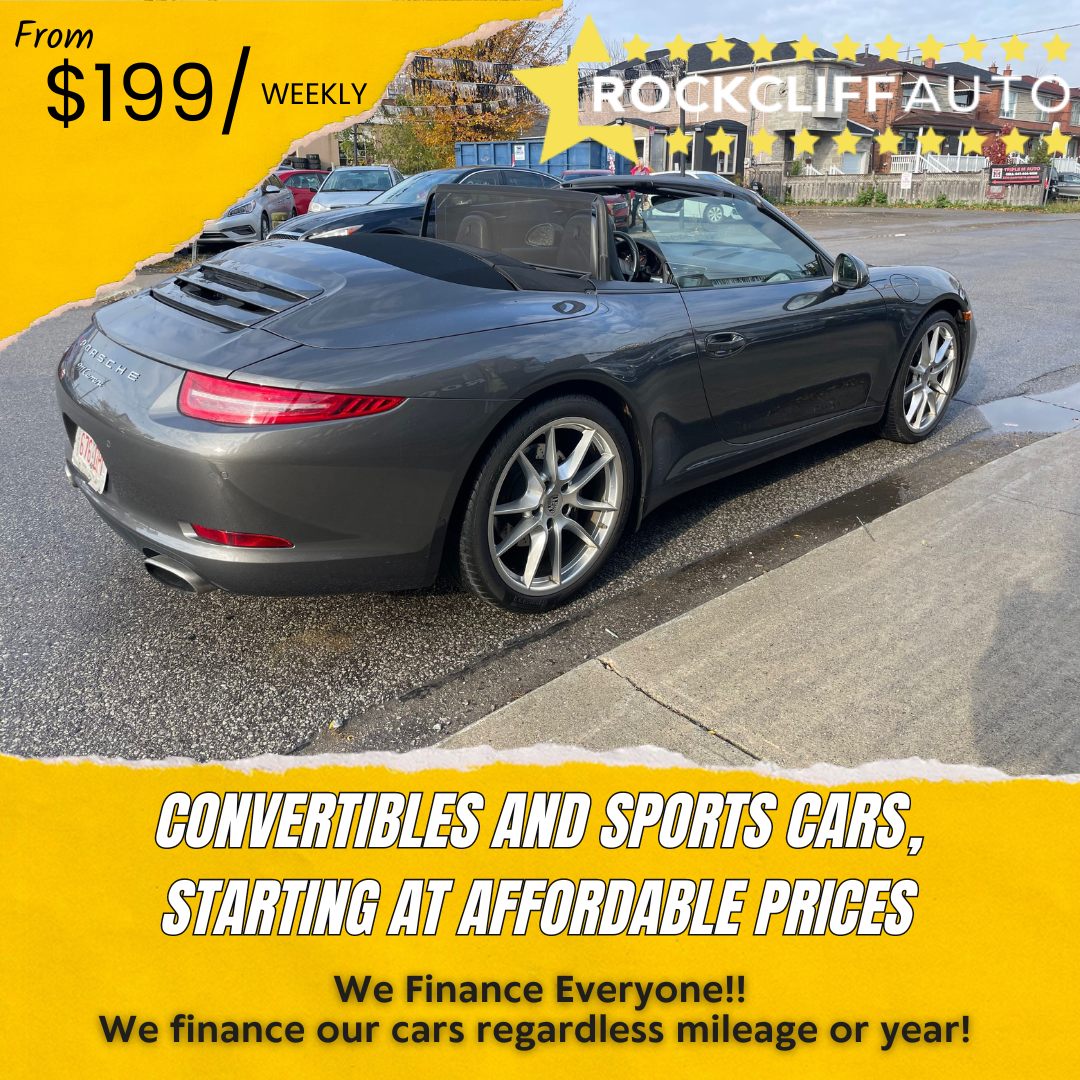 From
$199/ WEEKLY
ROCKCLIFFAUTO
PORSCHE
CONVERTIBLES AND SPORTS CARS,
STARTING AT AFFORDABLE PRICES
We Finance Everyone!!
We finance our cars regardless mileage or year!